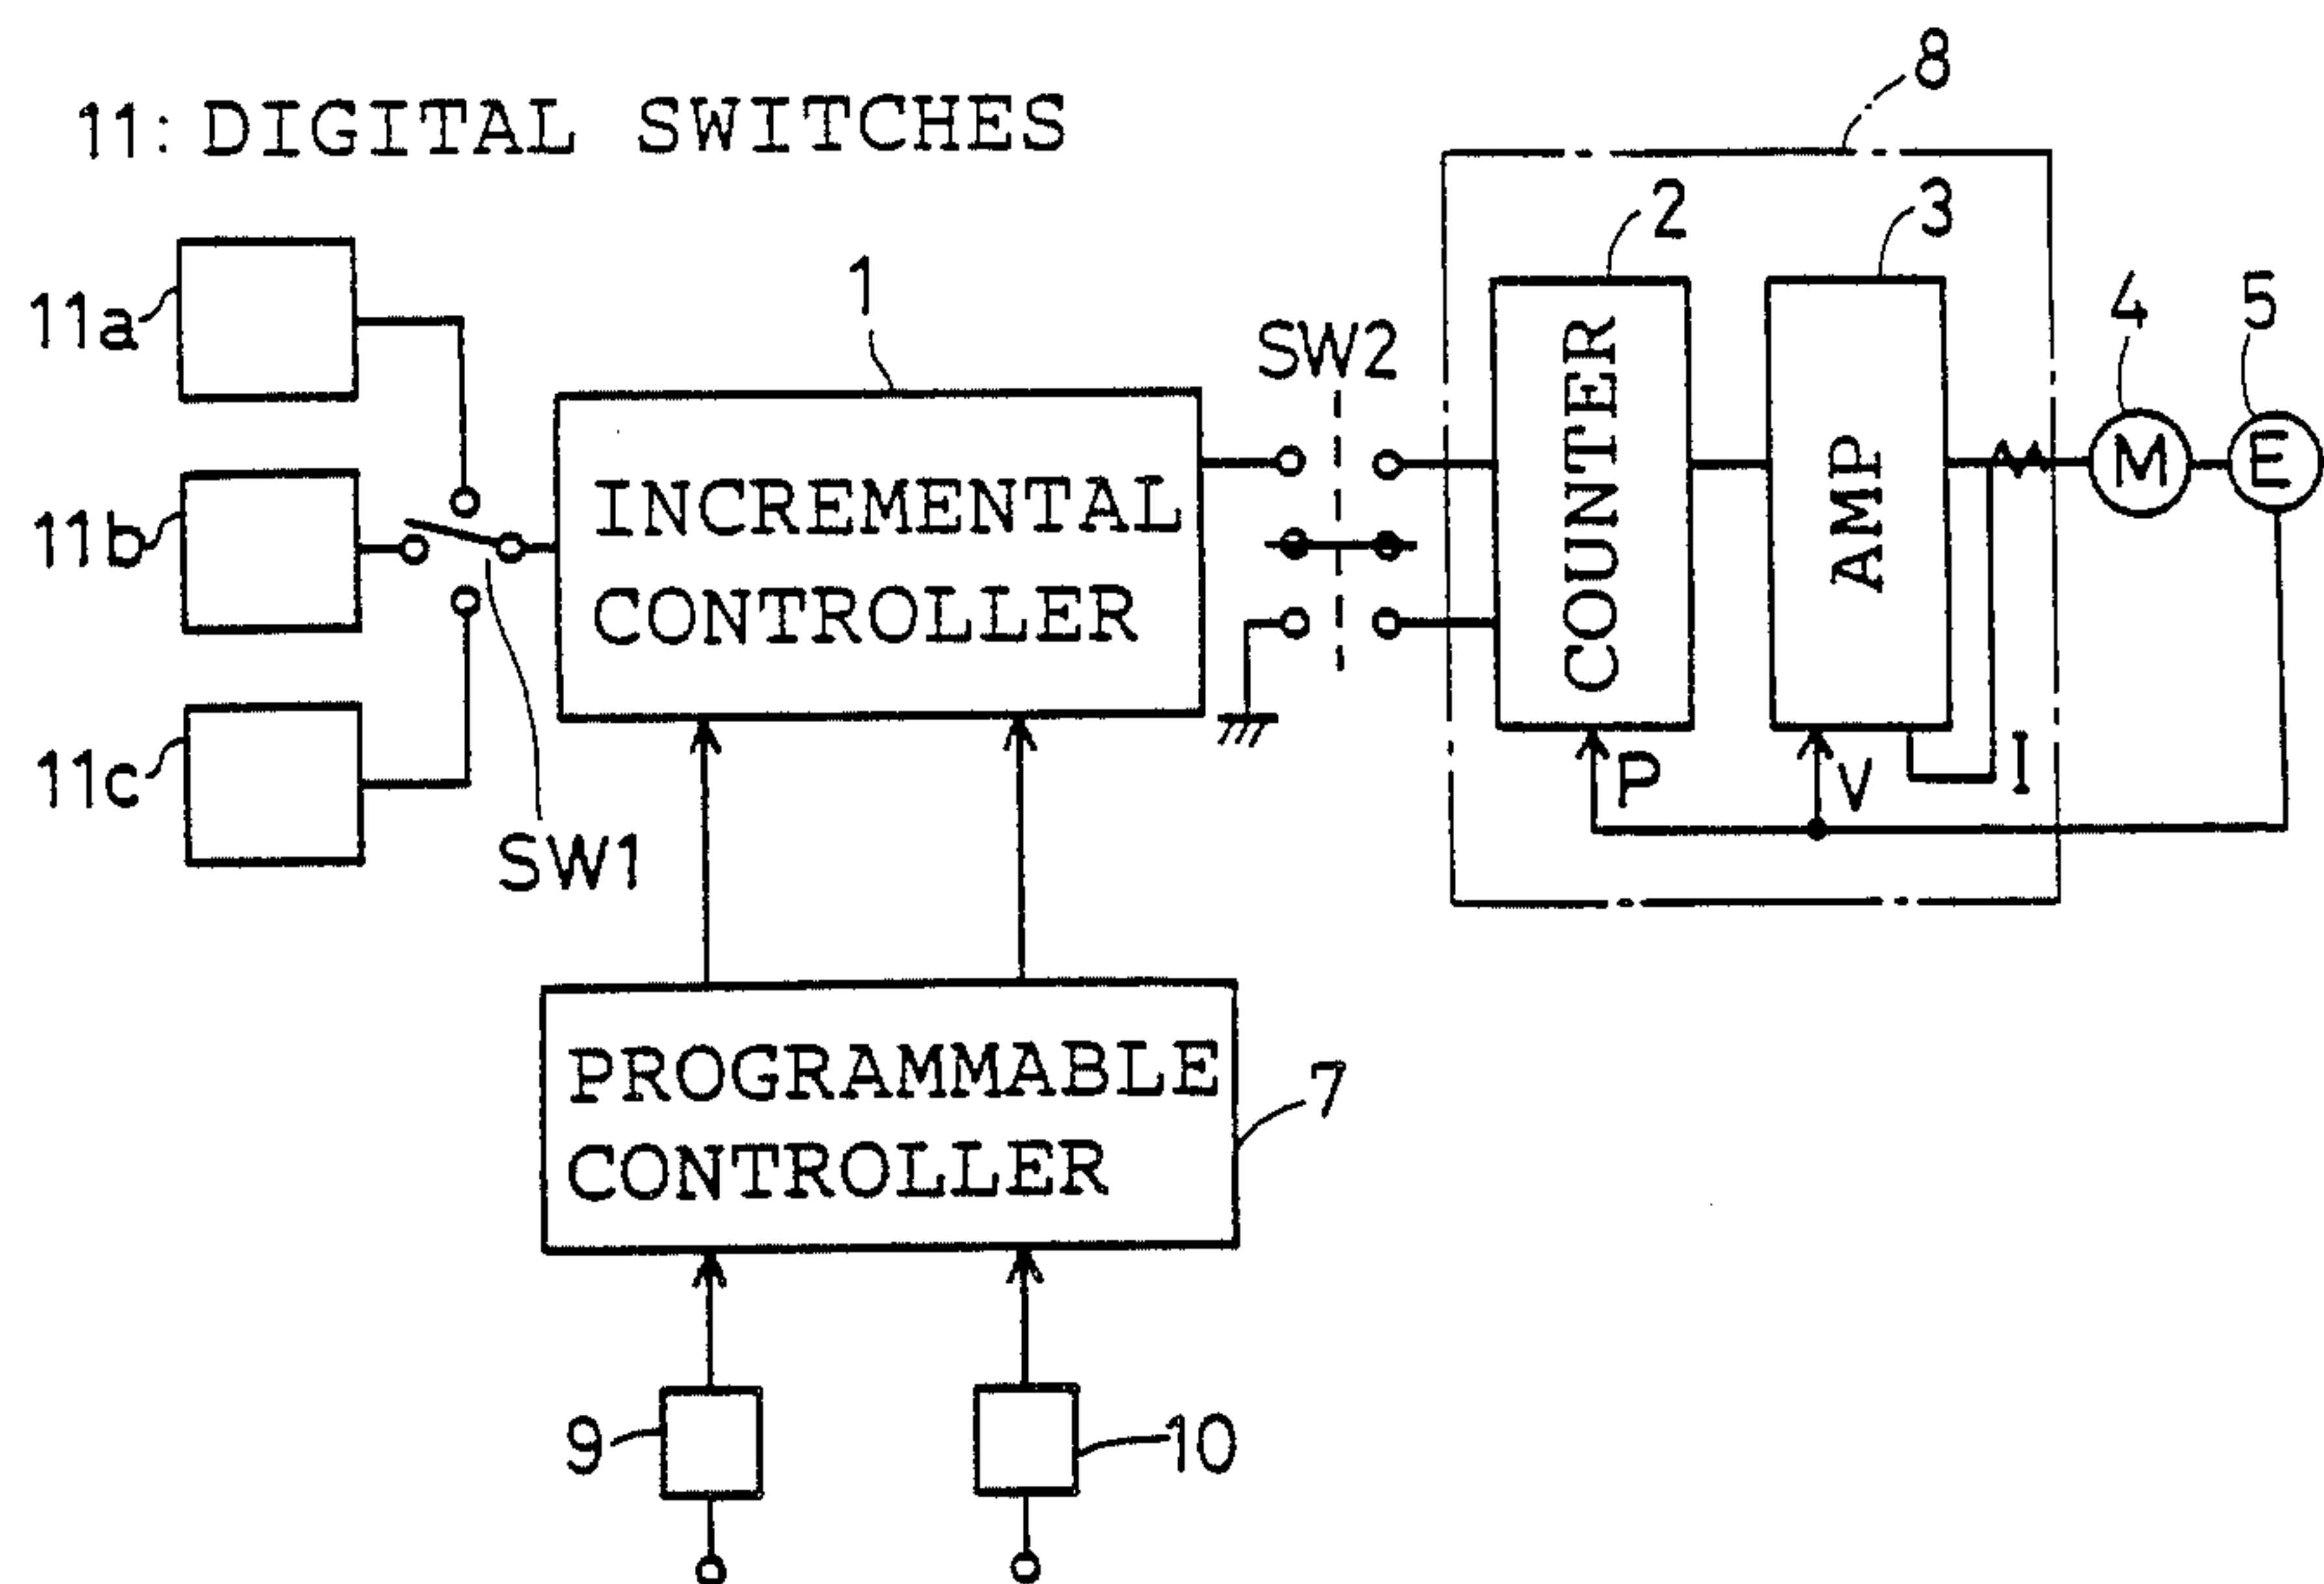 8
11: DIGITAL SWITCHES
2
3
1
4
5
11a
SW2
M
E
11b
INCREMENTAL
CONTROLLER
COUNTER
AMP
11c
P
V
I
SW1
PROGRAMMABLE
CONTROLLER
7
9
10